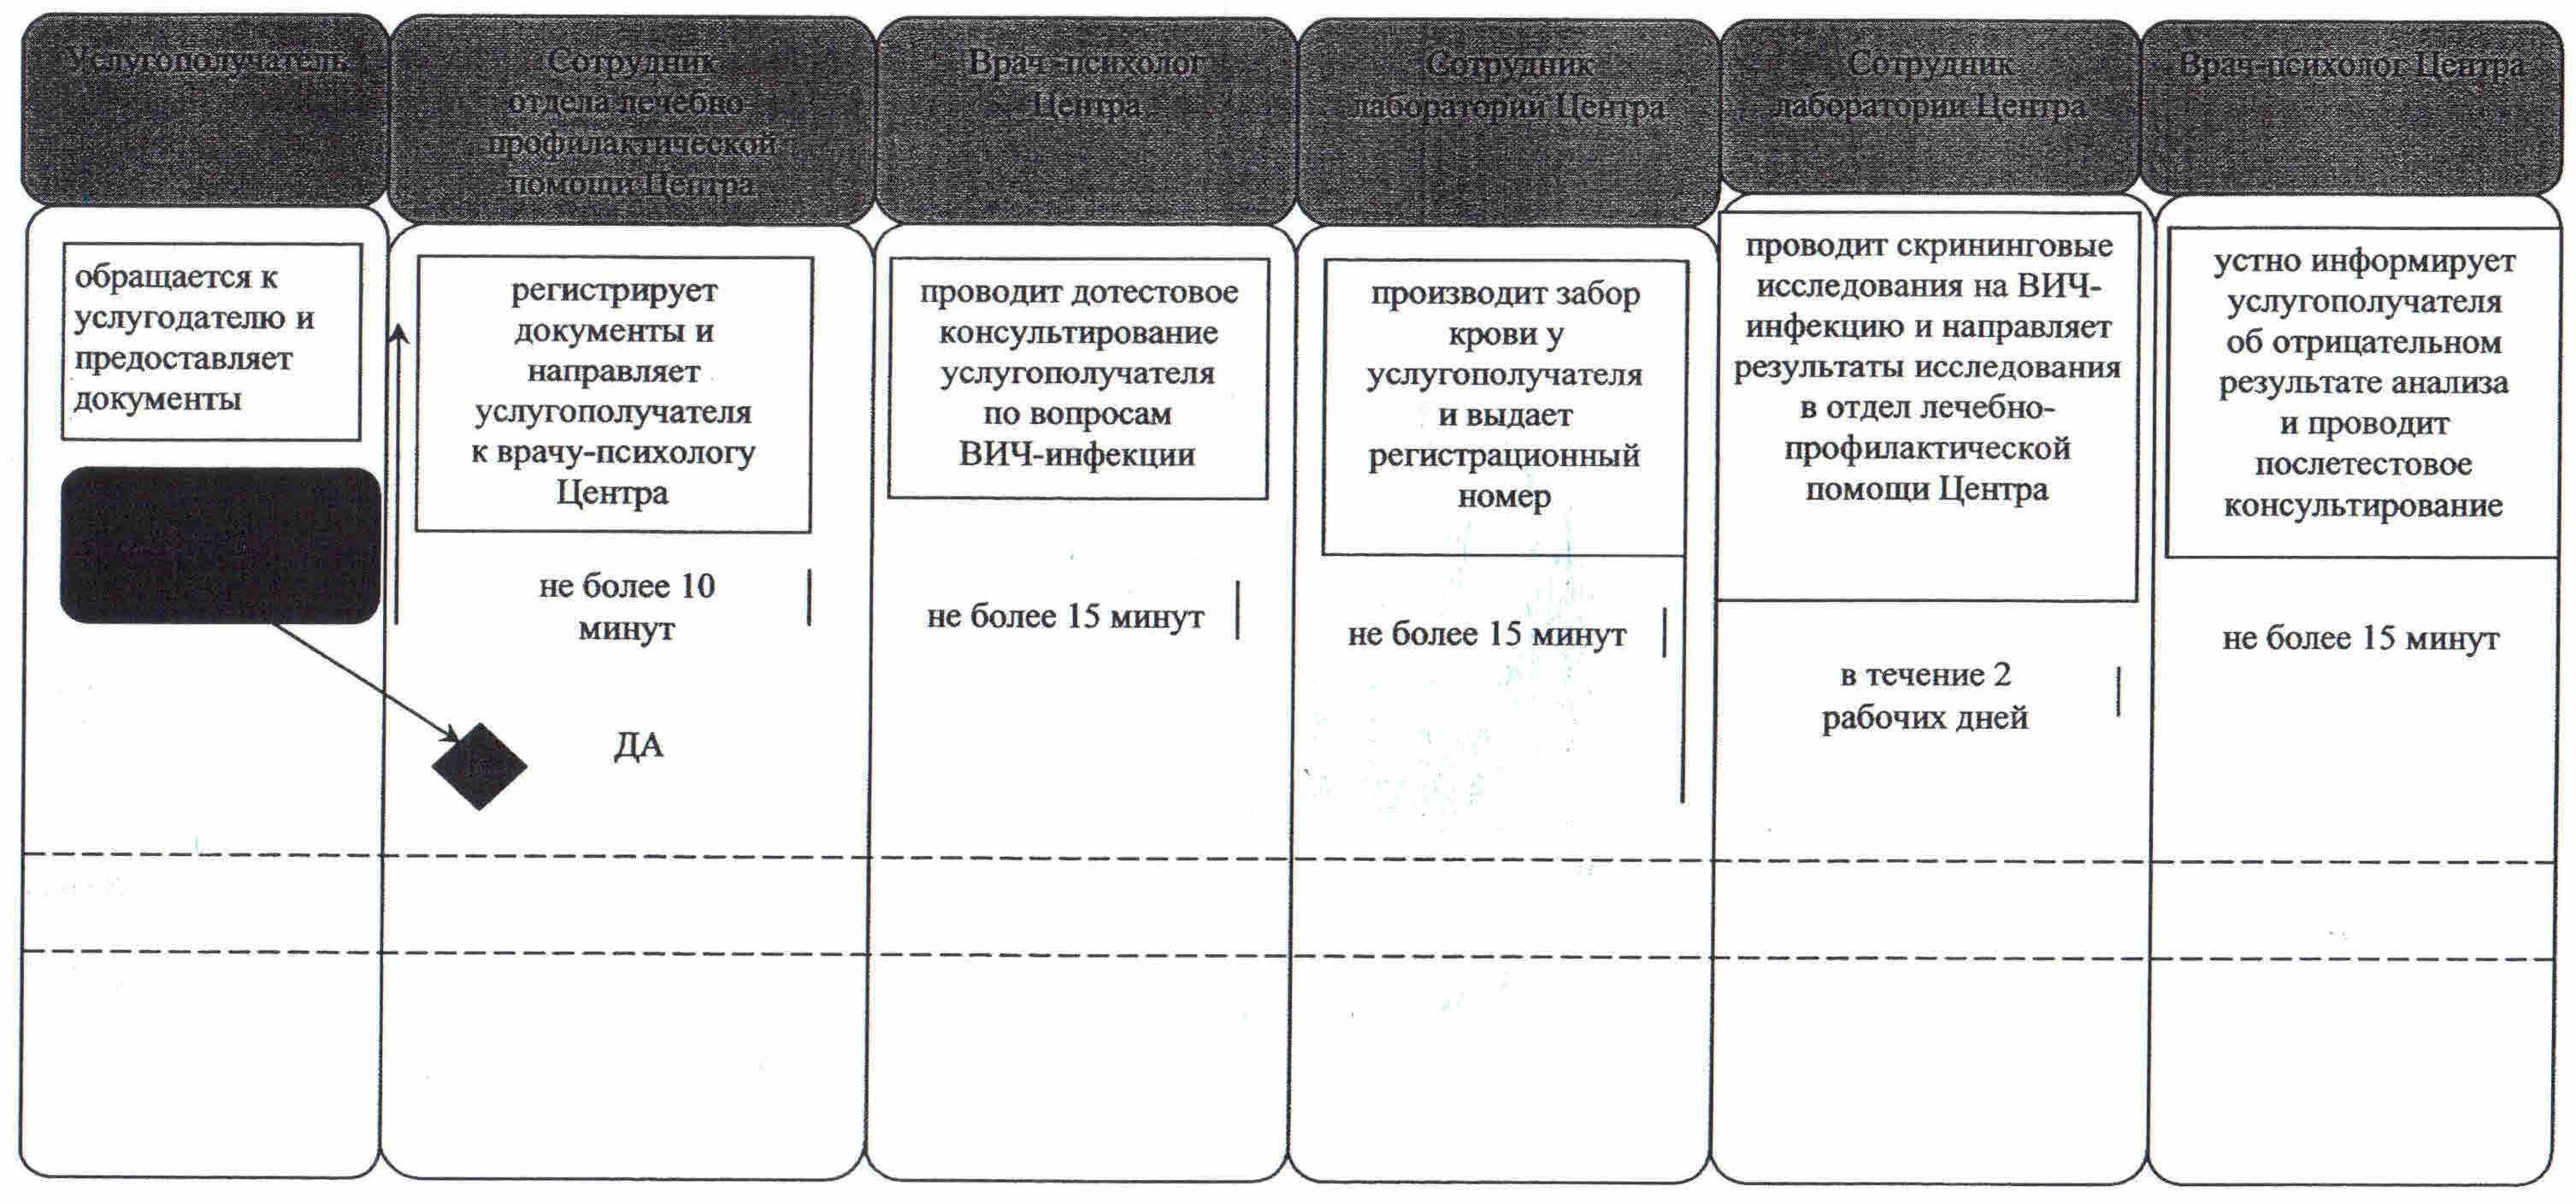 Услугополучатель
Сотрудник
отдела лечебно
профилактической
помощи Центра
Врач-психолог
Центра
Сотрудник
лаборатории Центра
Сотрудник
лаборатории Центра
Врач-психолог Центра
обращается к
услугодателю и
предоставляет
документы
регистрирует
документы и
направляет
услугополучателя
к врачу-психологу
Центра
не более 10
минут
ДА
проводит дотестовое
консультирование
услугополучателя
по вопросам
ВИЧ-инфекции
не более 15 минут
производит забор
крови у
услугополучателя
и выдает
регистрационный
номер
не более 15 минут
проводит скрининговые
исследования на ВИЧ-
инфекцию и направляет
результаты исследования
в отдел лечебно-
профилактической
помощи Центра
в течение 2
рабочих дней
устно информирует
услугополучателя
об отрицательном
результате анализа
и проводит
послетестовое
консультирование
не более 15 минут